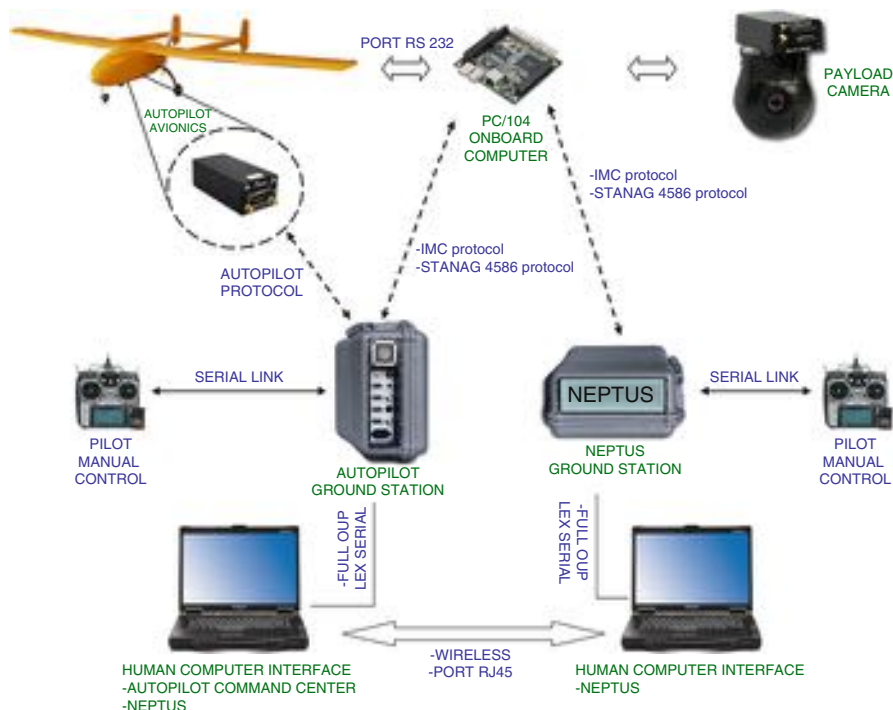 PORT RS 232
PAYLOAD
CAMERA
AUTOPILOT
AVIONICS
PC/104
ONBOARD
COMPUTER
-IMC protocol
-STANAG 4586 protocol
-IMC protocol
-STANAG 4586 protocol
AUTOPILOT
PROTOCOL
SERIAL LINK
NEPTUS
SERIAL LINK
PILOT
MANUAL
CONTROL
AUTOPILOT
GROUND STATION
NEPTUS
GROUND STATION
PILOT
MANUAL
CONTROL
-FULL OUP
LEX SERIAL
-FULL OUP
LEX SERIAL
-WIRELESS
-PORT RJ45
HUMAN COMPUTER INTERFACE
-AUTOPILOT COMMAND CENTER
-NEPTUS
HUMAN COMPUTER INTERFACE
-NEPTUS